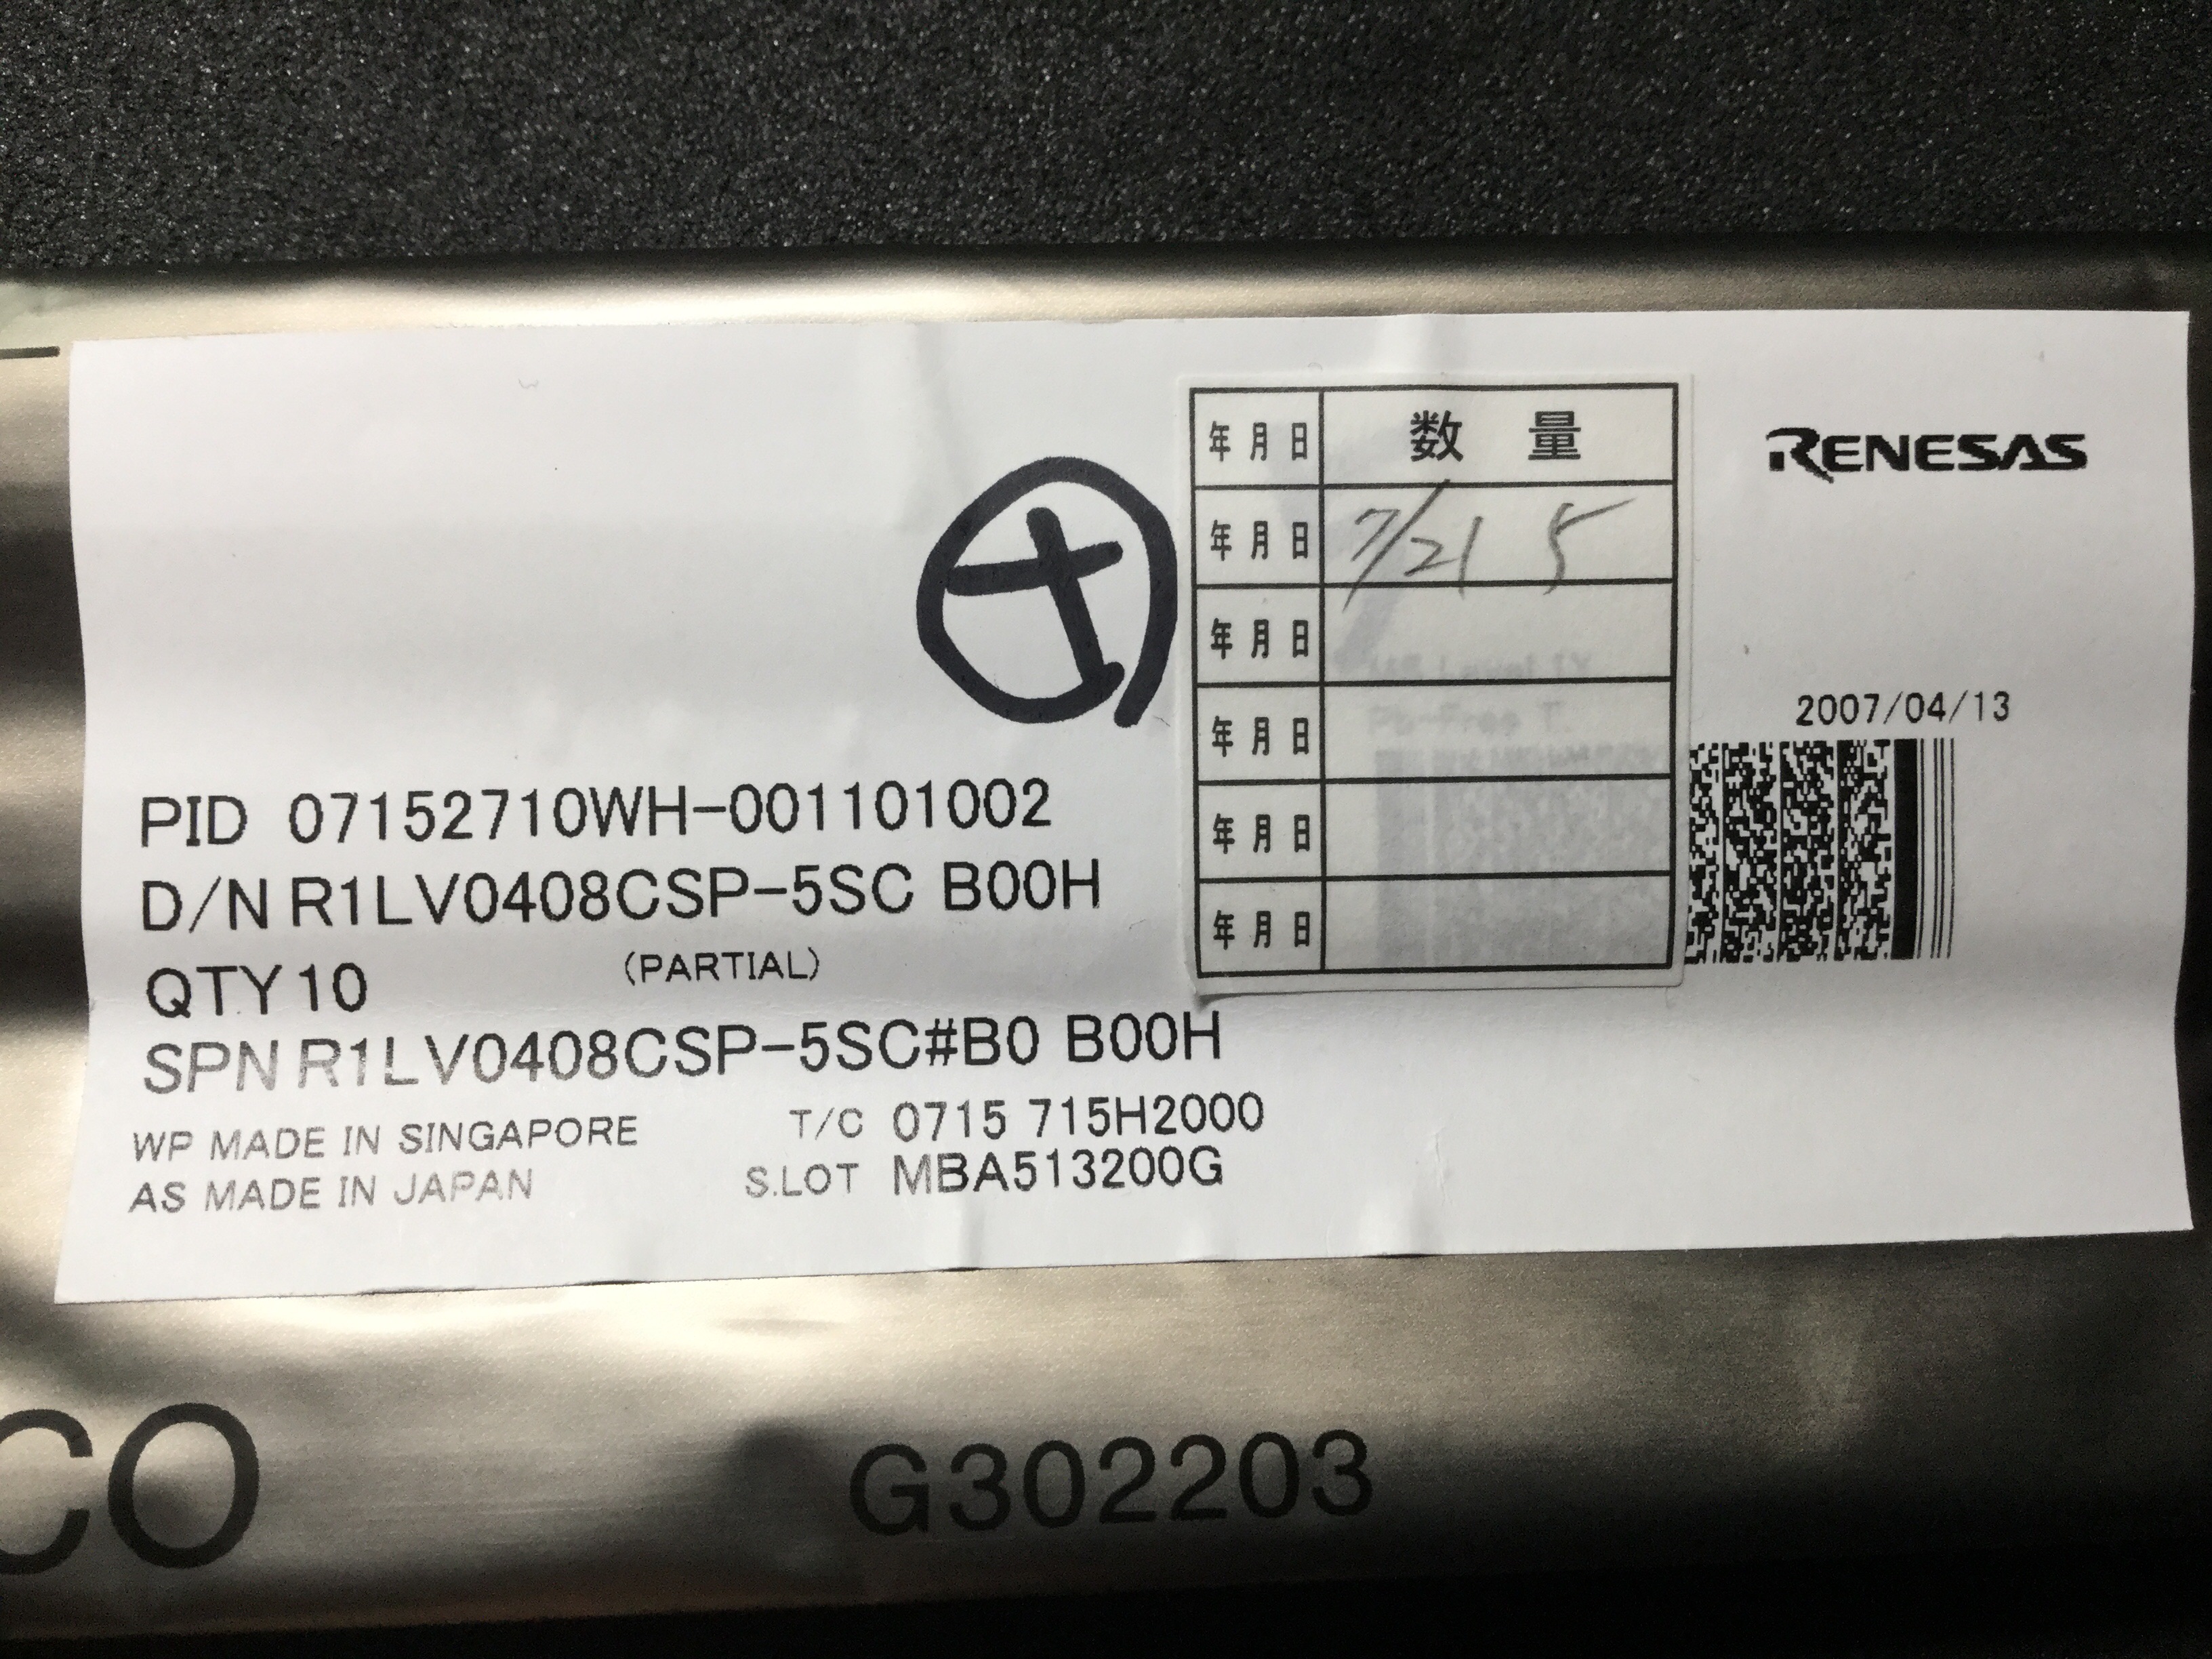 年 月 日 数 量
年 月 日 7/21 5
年 月 日
年 月 日
年 月 日
年 月 日
RENESAS
2007/04/13
Pb-Free T.
PID 07152710WH-001101002
D/N R1LV0408CSP-5SC B00H
QTY 10 (PARTIAL)
SPN R1LV0408CSP-5SC#B0 B00H
WP MADE IN SINGAPORE
AS MADE IN JAPAN
T/C 0715 715H2000
S.LOT MBA513200G
CO
G302203